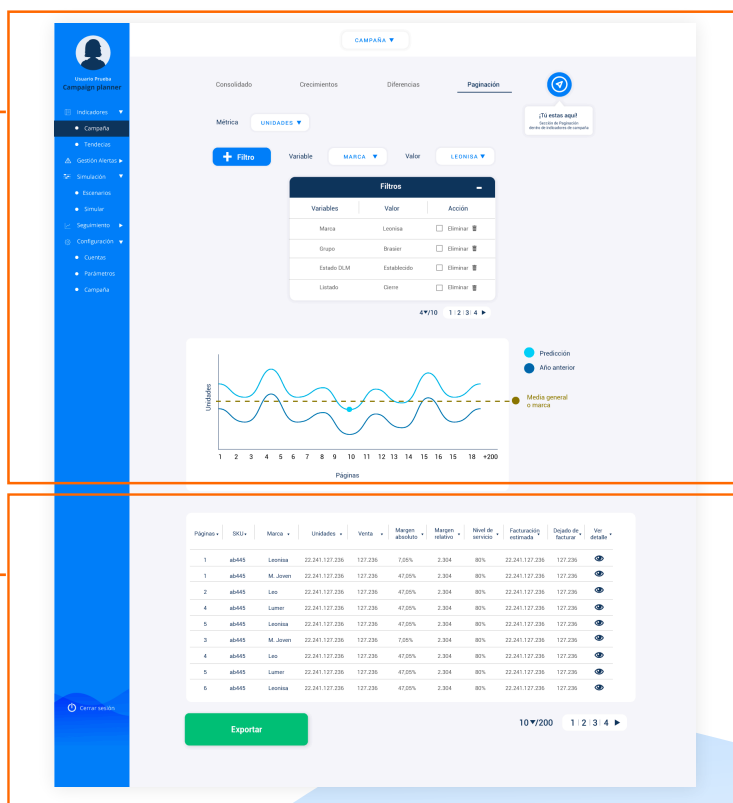 CAMPAÑA ▼
Usuario Prueba
Campaign planner
Indicadores ▼
Campaña
Tendecias
Gestión Alertas ▶
Simulación ▼
Escenarios
Simular
Seguimiento ▶
Configuración ▼
Cuentas
Parámetros
Campaña
Cerrar sesión
Consolidado Crecimientos Diferencias Paginación
¡Tú estas aquí!
Sección de Paginación
dentro de indicadores de campaña
Métrica UNIDADES ▼
+ Filtro Variable MARCA ▼ Valor LEONISA ▼
Filtros –
Variables Valor Acción
Marca Leonisa Eliminar
Grupo Brasier Eliminar
Estado DLM Establecido Eliminar
Listado Cierre Eliminar
4▼/10 1 | 2 | 3 | 4 ▶
Unidades
Predicción
Año anterior
Media general
o marca
1 2 3 4 5 6 7 8 9 10 11 12 13 14 15 16 15 18 +200
Páginas
Páginas SKU Marca Unidades Venta Margen absoluto Margen relativo Nivel de servicio Facturación estimada Dejado de facturar Ver detalle
1 ab445 Leonisa 22.241.127.236 127.236 7,05% 2.304 80% 22.241.127.236 127.236
1 ab445 M. Joven 22.241.127.236 127.236 47,05% 2.304 80% 22.241.127.236 127.236
2 ab445 Leo 22.241.127.236 127.236 47,05% 2.304 80% 22.241.127.236 127.236
4 ab445 Lumer 22.241.127.236 127.236 47,05% 2.304 80% 22.241.127.236 127.236
5 ab445 Leonisa 22.241.127.236 127.236 47,05% 2.304 80% 22.241.127.236 127.236
3 ab445 M. Joven 22.241.127.236 127.236 7,05% 2.304 80% 22.241.127.236 127.236
4 ab445 Leo 22.241.127.236 127.236 47,05% 2.304 80% 22.241.127.236 127.236
5 ab445 Lumer 22.241.127.236 127.236 47,05% 2.304 80% 22.241.127.236 127.236
6 ab445 Leonisa 22.241.127.236 127.236 47,05% 2.304 80% 22.241.127.236 127.236
Exportar
10▼/200 1 | 2 | 3 | 4 ▶